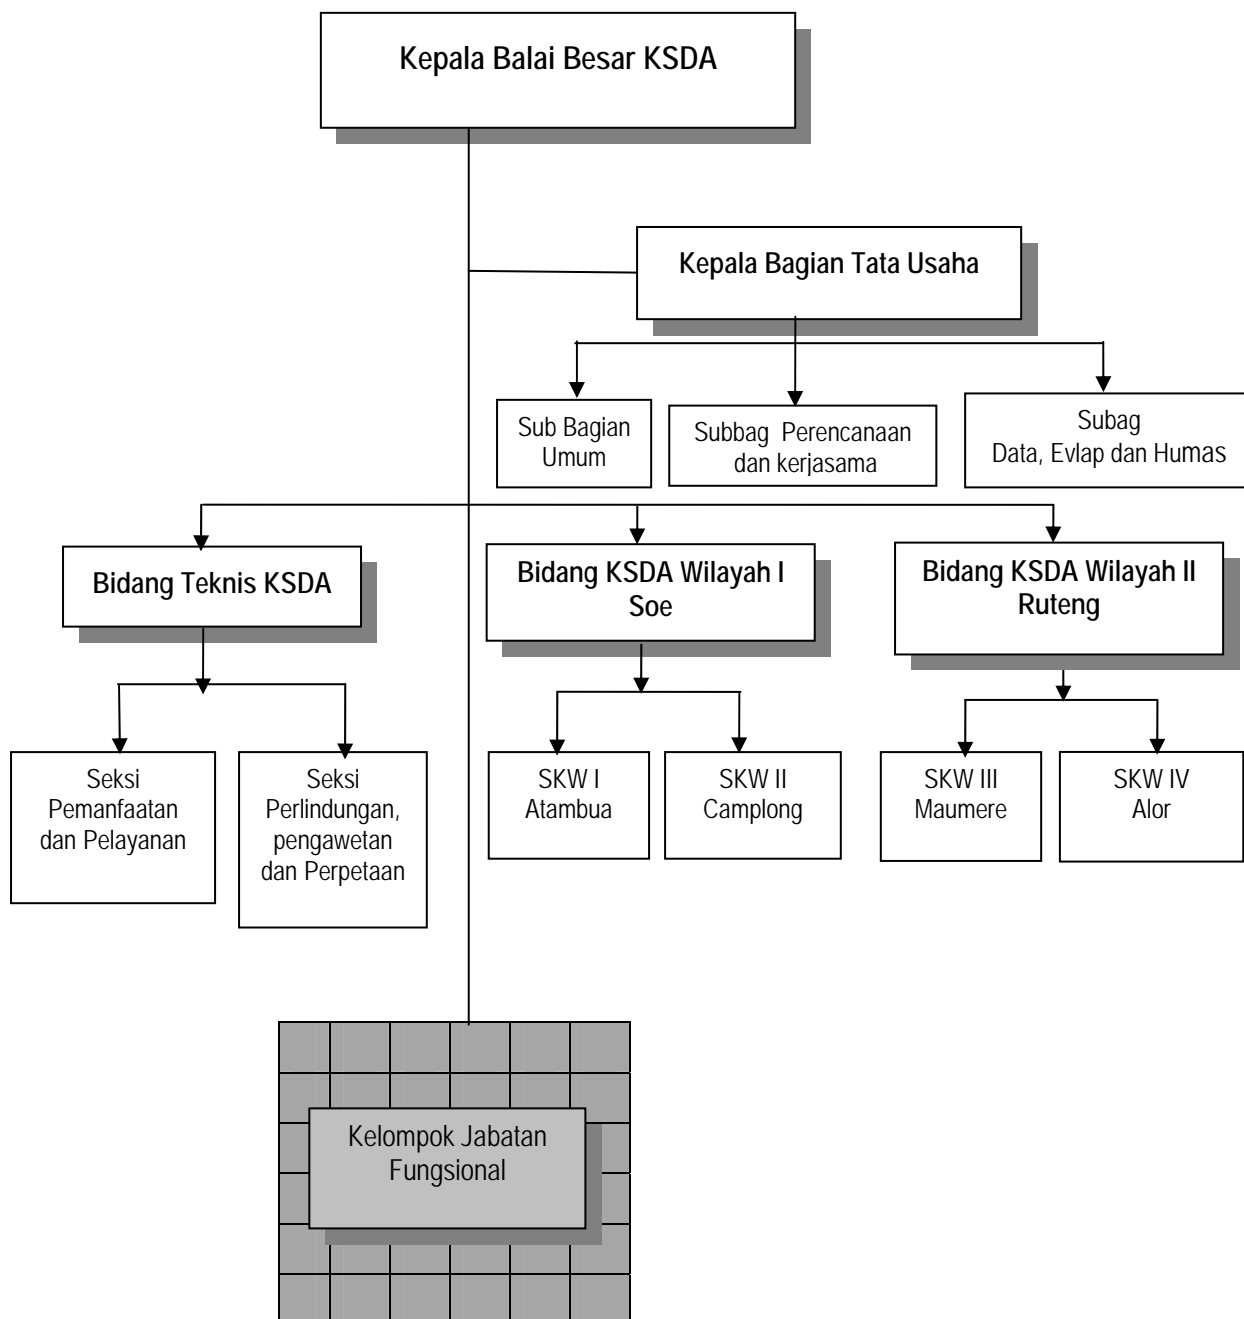 Kepala Balai Besar KSDA
Kepala Bagian Tata Usaha
Sub Bagian
Umum
Subbag Perencanaan
dan kerjasama
Subag
Data, Evlap dan Humas
Bidang Teknis KSDA
Bidang KSDA Wilayah I
Soe
Bidang KSDA Wilayah II
Ruteng
Seksi
Pemanfaatan
dan Pelayanan
Seksi
Perlindungan,
pengawetan
dan Perpetaan
SKW I
Atambua
SKW II
Camplong
SKW III
Maumere
SKW IV
Alor
Kelompok Jabatan
Fungsional